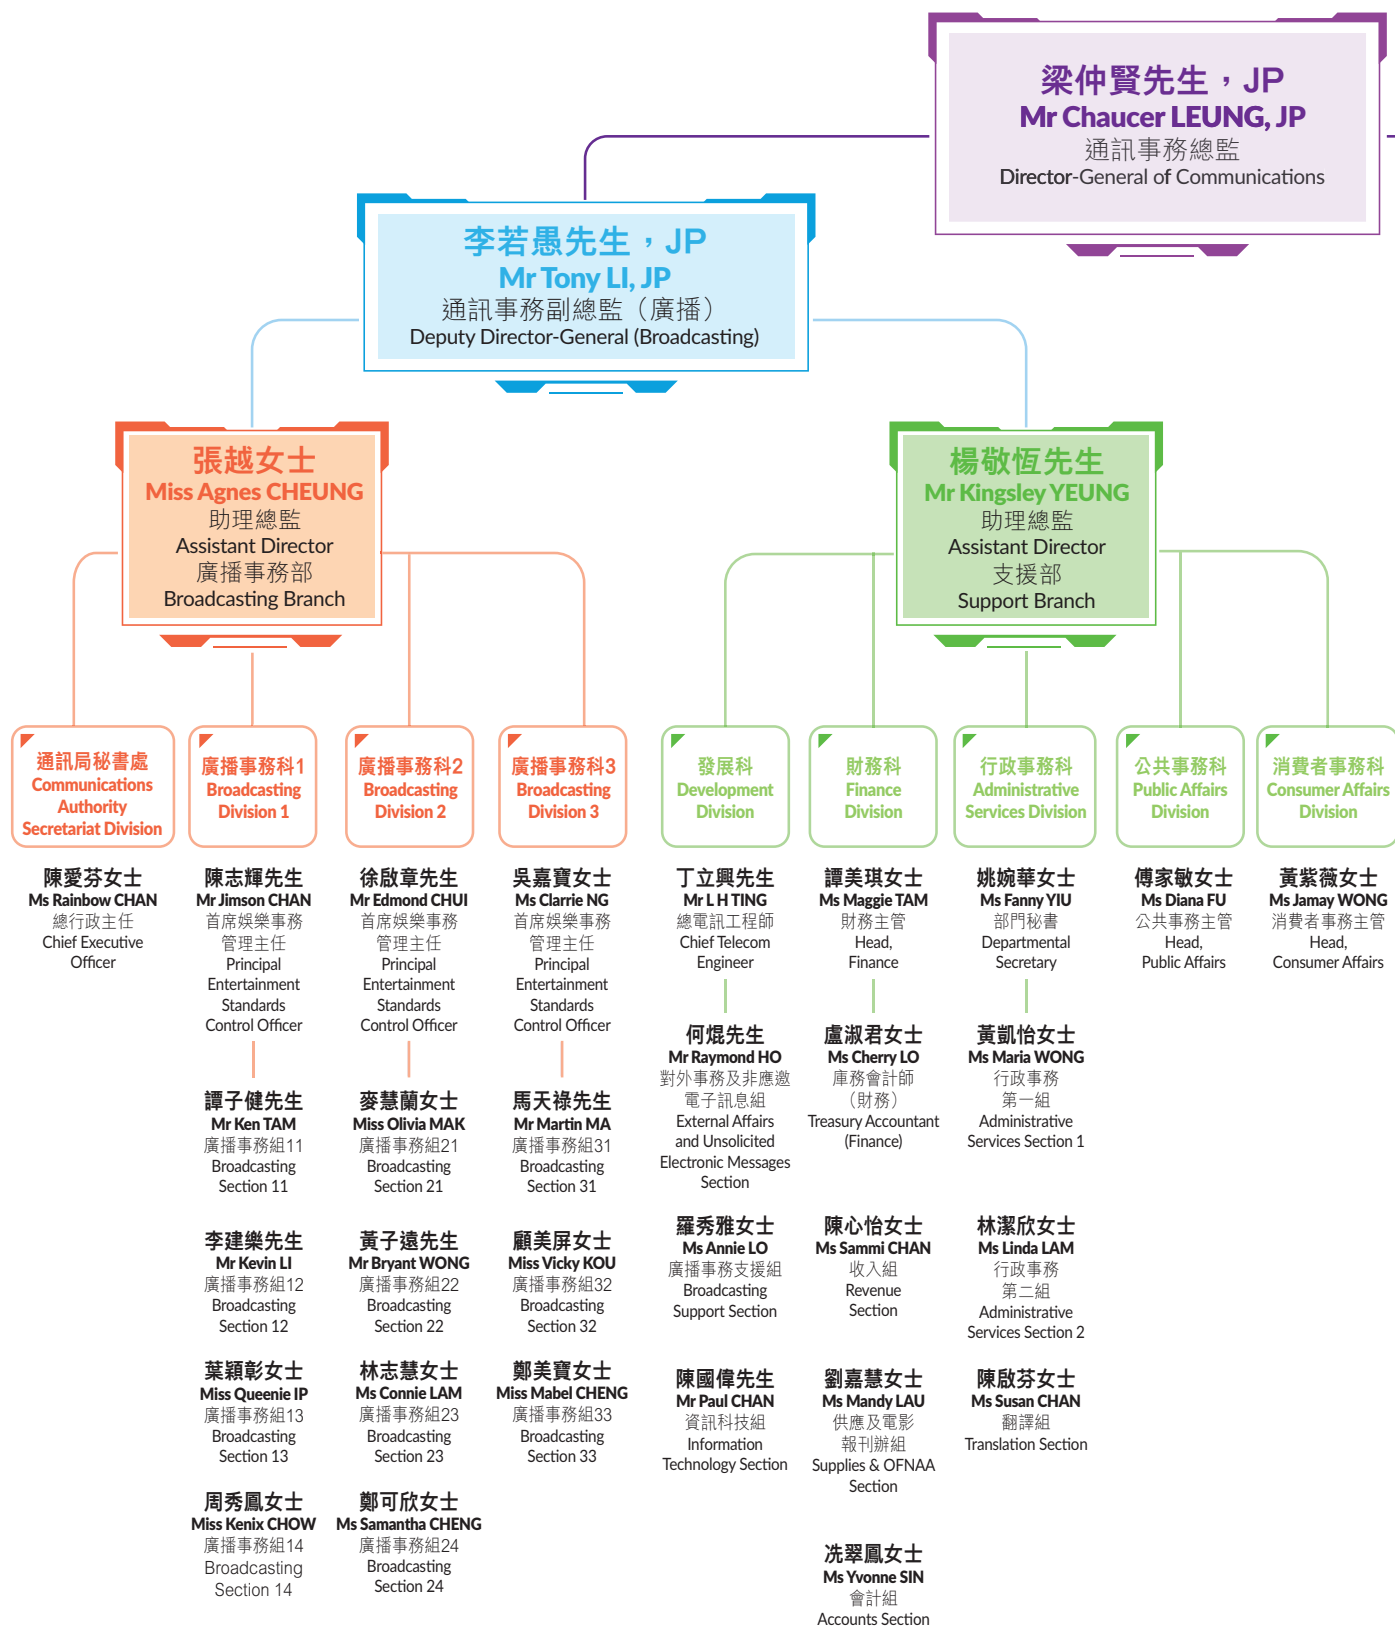 梁仲賢先生，JP
Mr Chaucer LEUNG, JP
通訊事務總監
Director-General of Communications
李若愚先生，JP
Mr Tony LI, JP
通訊事務副總監（廣播）
Deputy Director-General (Broadcasting)
張越女士
Miss Agnes CHEUNG
助理總監
Assistant Director
廣播事務部
Broadcasting Branch
楊敬恆先生
Mr Kingsley YEUNG
助理總監
Assistant Director
支援部
Support Branch
通訊局秘書處
Communications
Authority
Secretariat Division
陳愛芬女士
Ms Rainbow CHAN
總行政主任
Chief Executive
Officer
廣播事務科1
Broadcasting
Division 1
陳志輝先生
Mr Jimson CHAN
首席娛樂事務
管理主任
Principal
Entertainment
Standards
Control Officer
譚子健先生
Mr Ken TAM
廣播事務組11
Broadcasting
Section 11
李建樂先生
Mr Kevin LI
廣播事務組12
Broadcasting
Section 12
葉穎彰女士
Miss Queenie IP
廣播事務組13
Broadcasting
Section 13
周秀鳳女士
Miss Kenix CHOW
廣播事務組14
Broadcasting
Section 14
廣播事務科2
Broadcasting
Division 2
徐啟章先生
Mr Edmond CHUI
首席娛樂事務
管理主任
Principal
Entertainment
Standards
Control Officer
麥慧蘭女士
Miss Olivia MAK
廣播事務組21
Broadcasting
Section 21
黃子遠先生
Mr Bryant WONG
廣播事務組22
Broadcasting
Section 22
林志慧女士
Ms Connie LAM
廣播事務組23
Broadcasting
Section 23
鄭可欣女士
Ms Samantha CHENG
廣播事務組24
Broadcasting
Section 24
廣播事務科3
Broadcasting
Division 3
吳嘉寶女士
Ms Clarrie NG
首席娛樂事務
管理主任
Principal
Entertainment
Standards
Control Officer
馬天祿先生
Mr Martin MA
廣播事務組31
Broadcasting
Section 31
顧美屏女士
Miss Vicky KOU
廣播事務組32
Broadcasting
Section 32
鄭美寶女士
Miss Mabel CHENG
廣播事務組33
Broadcasting
Section 33
發展科
Development
Division
丁立興先生
Mr L H TING
總電訊工程師
Chief Telecom
Engineer
何焜先生
Mr Raymond HO
對外事務及非應邀
電子訊息組
External Affairs
and Unsolicited
Electronic Messages
Section
羅秀雅女士
Ms Annie LO
廣播事務支援組
Broadcasting
Support Section
陳國偉先生
Mr Paul CHAN
資訊科技組
Information
Technology Section
財務科
Finance
Division
譚美琪女士
Ms Maggie TAM
財務主管
Head,
Finance
盧淑君女士
Ms Cherry LO
庫務會計師
（財務）
Treasury Accountant
(Finance)
陳心怡女士
Ms Sammi CHAN
收入組
Revenue
Section
劉嘉慧女士
Ms Mandy LAU
供應及電影
報刊辦組
Supplies & OFNAA
Section
冼翠鳳女士
Ms Yvonne SIN
會計組
Accounts Section
行政事務科
Administrative
Services Division
姚婉華女士
Ms Fanny YIU
部門秘書
Departmental
Secretary
黃凱怡女士
Ms Maria WONG
行政事務
第一組
Administrative
Services Section 1
林潔欣女士
Ms Linda LAM
行政事務
第二組
Administrative
Services Section 2
陳啟芬女士
Ms Susan CHAN
翻譯組
Translation Section
公共事務科
Public Affairs
Division
傅家敏女士
Ms Diana FU
公共事務主管
Head,
Public Affairs
消費者事務科
Consumer Affairs
Division
黃紫薇女士
Ms Jamay WONG
消費者事務主管
Head,
Consumer Affairs